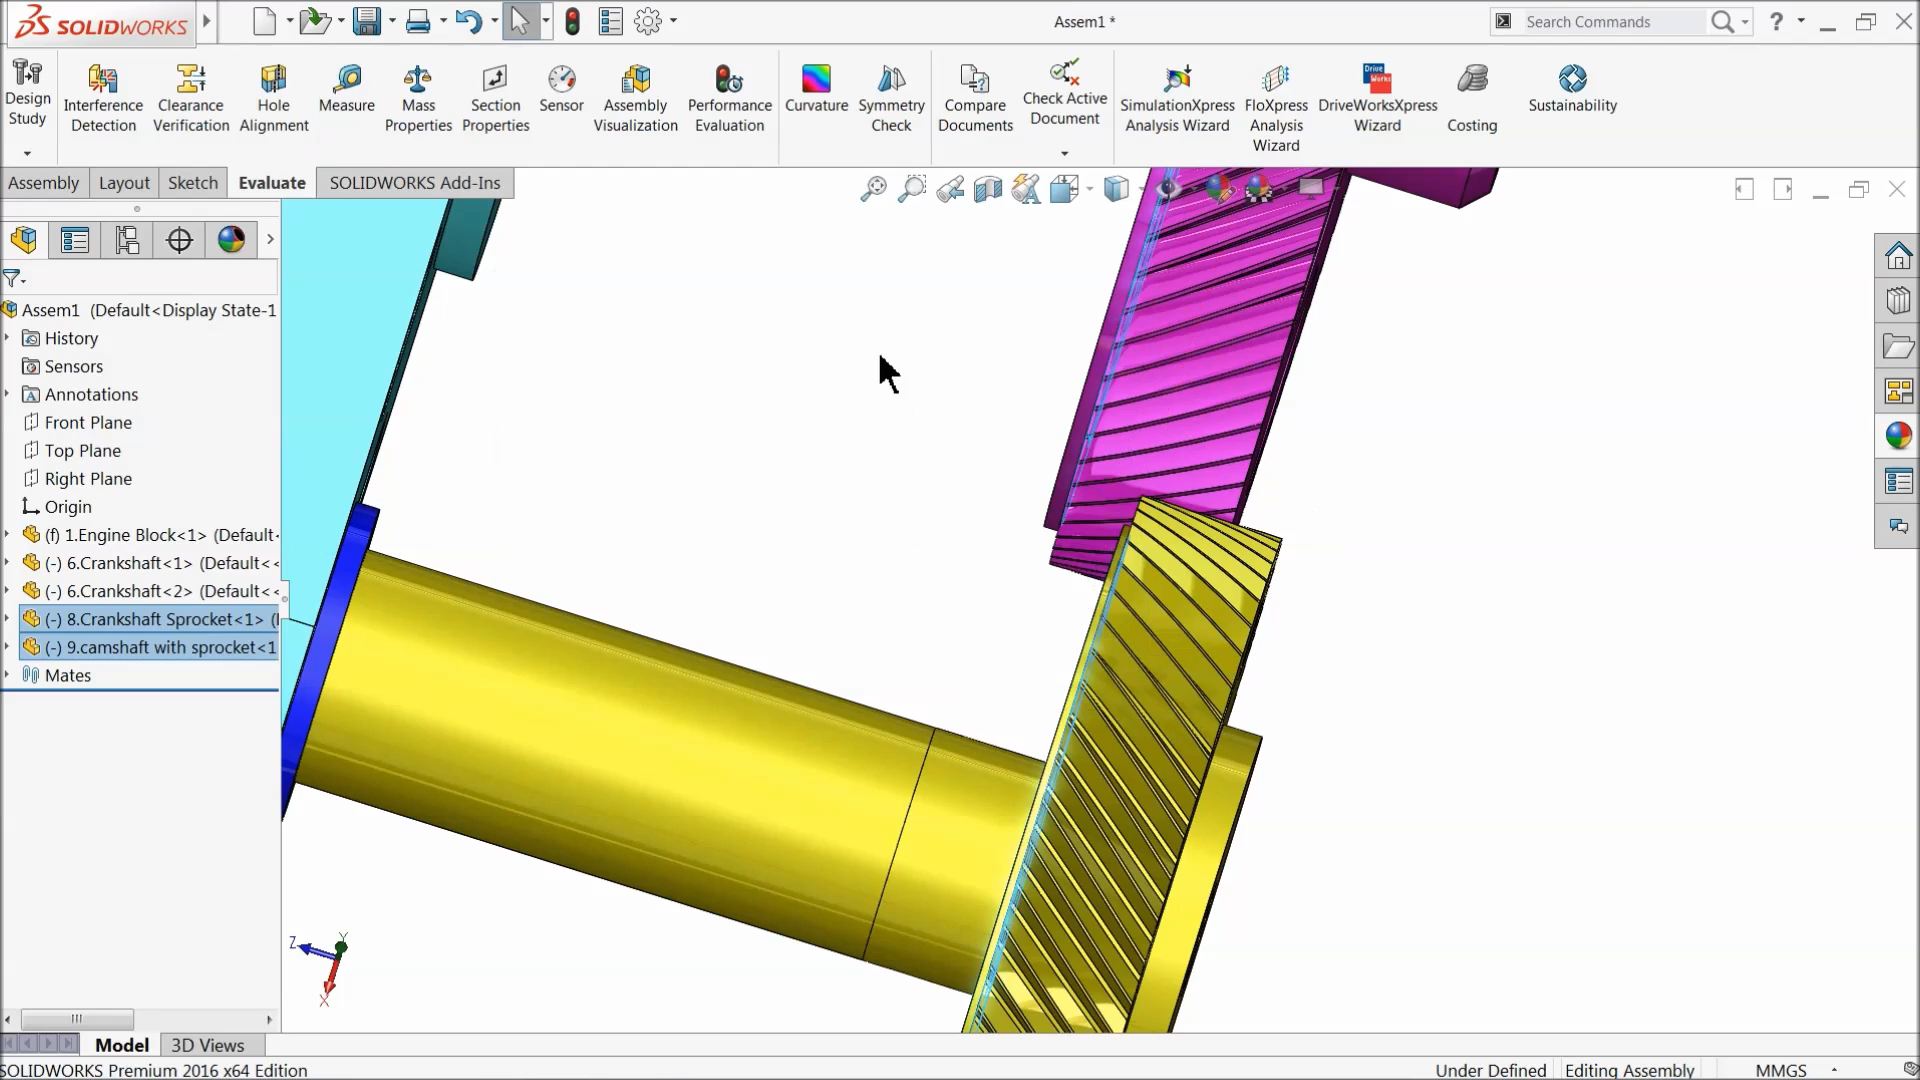 SOLIDWORKS
Assem1 *
Search Commands
?
Design Study
Interference Detection
Clearance Verification
Hole Alignment
Measure
Mass Properties
Section Properties
Sensor
Assembly Visualization
Performance Evaluation
Curvature
Symmetry Check
Compare Documents
Check Active Document
SimulationXpress Analysis Wizard
FloXpress Analysis Wizard
DriveWorksXpress Wizard
Costing
Sustainability
Assembly
Layout
Sketch
Evaluate
SOLIDWORKS Add-Ins
Assem1 (Default<Display State-1
History
Sensors
Annotations
Front Plane
Top Plane
Right Plane
Origin
(f) 1.Engine Block<1> (Default<
(-) 6.Crankshaft<1> (Default<<
(-) 6.Crankshaft<2> (Default<<
(-) 8.Crankshaft Sprocket<1> (
(-) 9.camshaft with sprocket<1
Mates
Y
Z
X
Model
3D Views
SOLIDWORKS Premium 2016 x64 Edition
Under Defined
Editing Assembly
MMGS